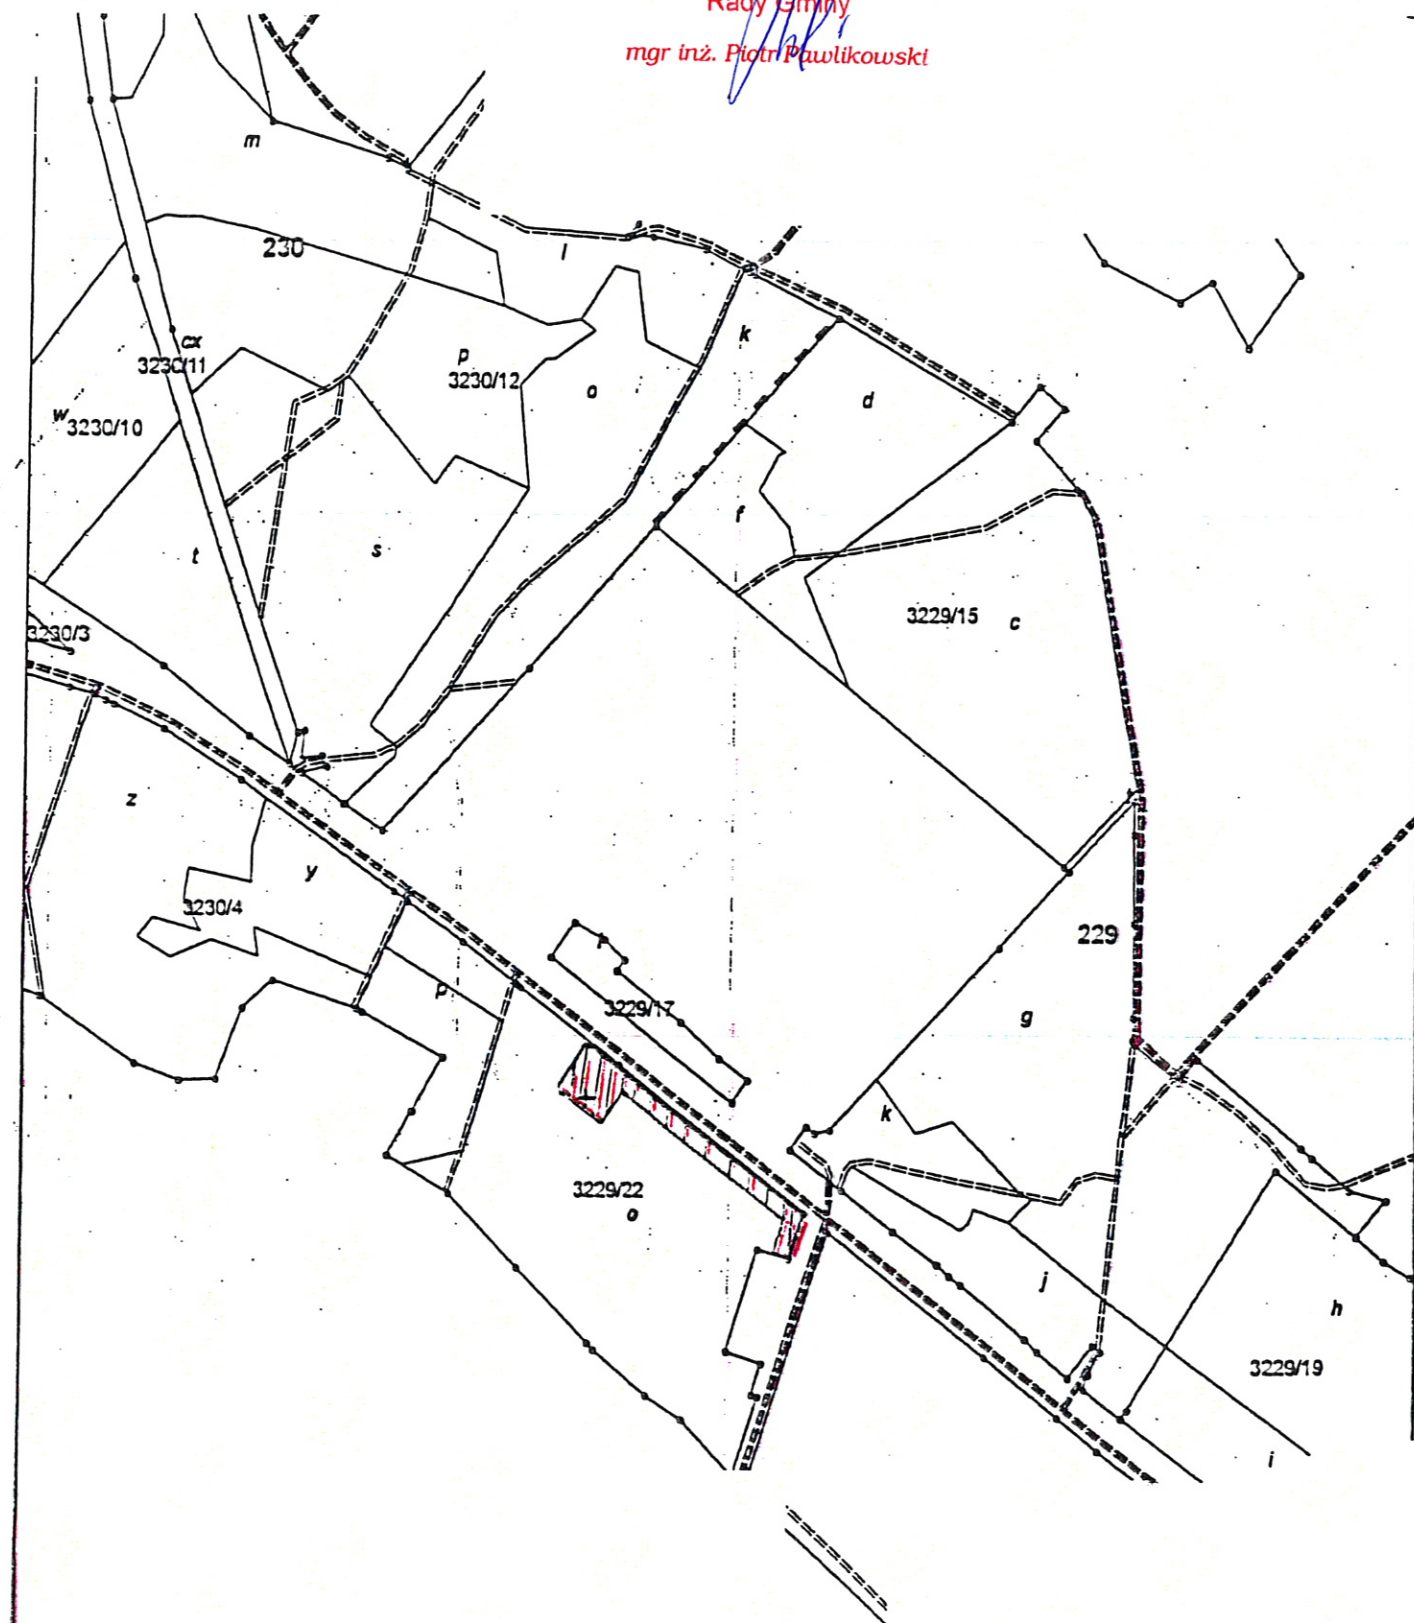 Rady Gminy
mgr inż. Piotr Pawlikowski
m
230
l
cx
3230/11
p
3230/12
o
k
d
w
3230/10
f
t
s
3229/15 c
3230/3
z
y
3230/4
229
p
3229/17
g
k
3229/22
o
j
h
3229/19
i